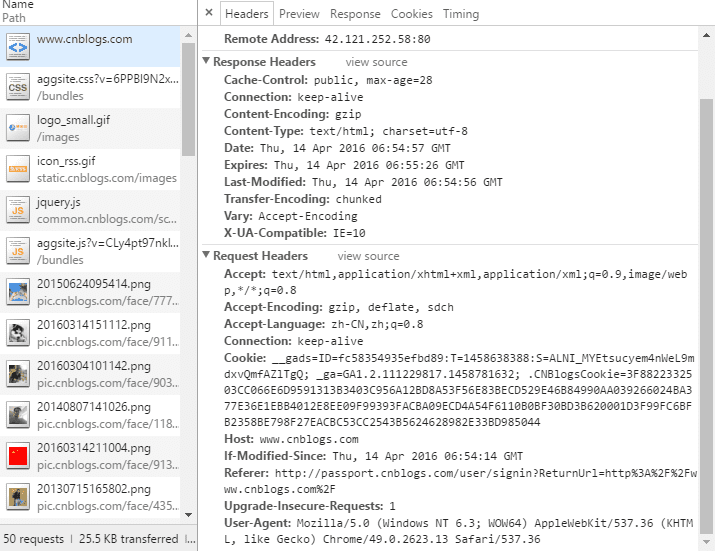 Name
Path
www.cnblogs.com
aggsite.css?v=6PPBI9N2x...
/bundles
logo_small.gif
/images
icon_rss.gif
static.cnblogs.com/images
jquery.js
common.cnblogs.com/sc...
aggsite.js?v=CLy4pt97nkl...
/bundles
20150624095414.png
pic.cnblogs.com/face/777...
20160314151112.png
pic.cnblogs.com/face/911...
20160304101142.png
pic.cnblogs.com/face/903...
20140807141026.png
pic.cnblogs.com/face/118...
20160314211004.png
pic.cnblogs.com/face/913...
20130715165802.png
pic.cnblogs.com/face/435...
50 requests | 25.5 KB transferred |...
× Headers Preview Response Cookies Timing
Remote Address: 42.121.252.58:80
▼ Response Headers view source
Cache-Control: public, max-age=28
Connection: keep-alive
Content-Encoding: gzip
Content-Type: text/html; charset=utf-8
Date: Thu, 14 Apr 2016 06:54:57 GMT
Expires: Thu, 14 Apr 2016 06:55:26 GMT
Last-Modified: Thu, 14 Apr 2016 06:54:56 GMT
Transfer-Encoding: chunked
Vary: Accept-Encoding
X-UA-Compatible: IE=10
▼ Request Headers view source
Accept: text/html,application/xhtml+xml,application/xml;q=0.9,image/web
p,*/*;q=0.8
Accept-Encoding: gzip, deflate, sdch
Accept-Language: zh-CN,zh;q=0.8
Connection: keep-alive
Cookie: __gads=ID=fc58354935efbd89:T=1458638388:S=ALNI_MYEtsucyem4nWeL9m
dxvQmfAZ1TgQ; _ga=GA1.2.111229817.1458781632; .CNBlogsCookie=3F88223332
503CC066E6D9591313B3403C956A12BD8A53F56E83BECD529E46B84990AA039266024BA3
77E36E1EBB4012E8EE09F99393FACBA09ECD4A54F6110B0BF30BD3B620001D3F99FC6BF
B2358BE798F27EACBC53CC2543B5624628982E33BD985044
Host: www.cnblogs.com
If-Modified-Since: Thu, 14 Apr 2016 06:54:14 GMT
Referer: http://passport.cnblogs.com/user/signin?ReturnUrl=http%3A%2F%2Fw
ww.cnblogs.com%2F
Upgrade-Insecure-Requests: 1
User-Agent: Mozilla/5.0 (Windows NT 6.3; WOW64) AppleWebKit/537.36 (KHTM
L, like Gecko) Chrome/49.0.2623.13 Safari/537.36